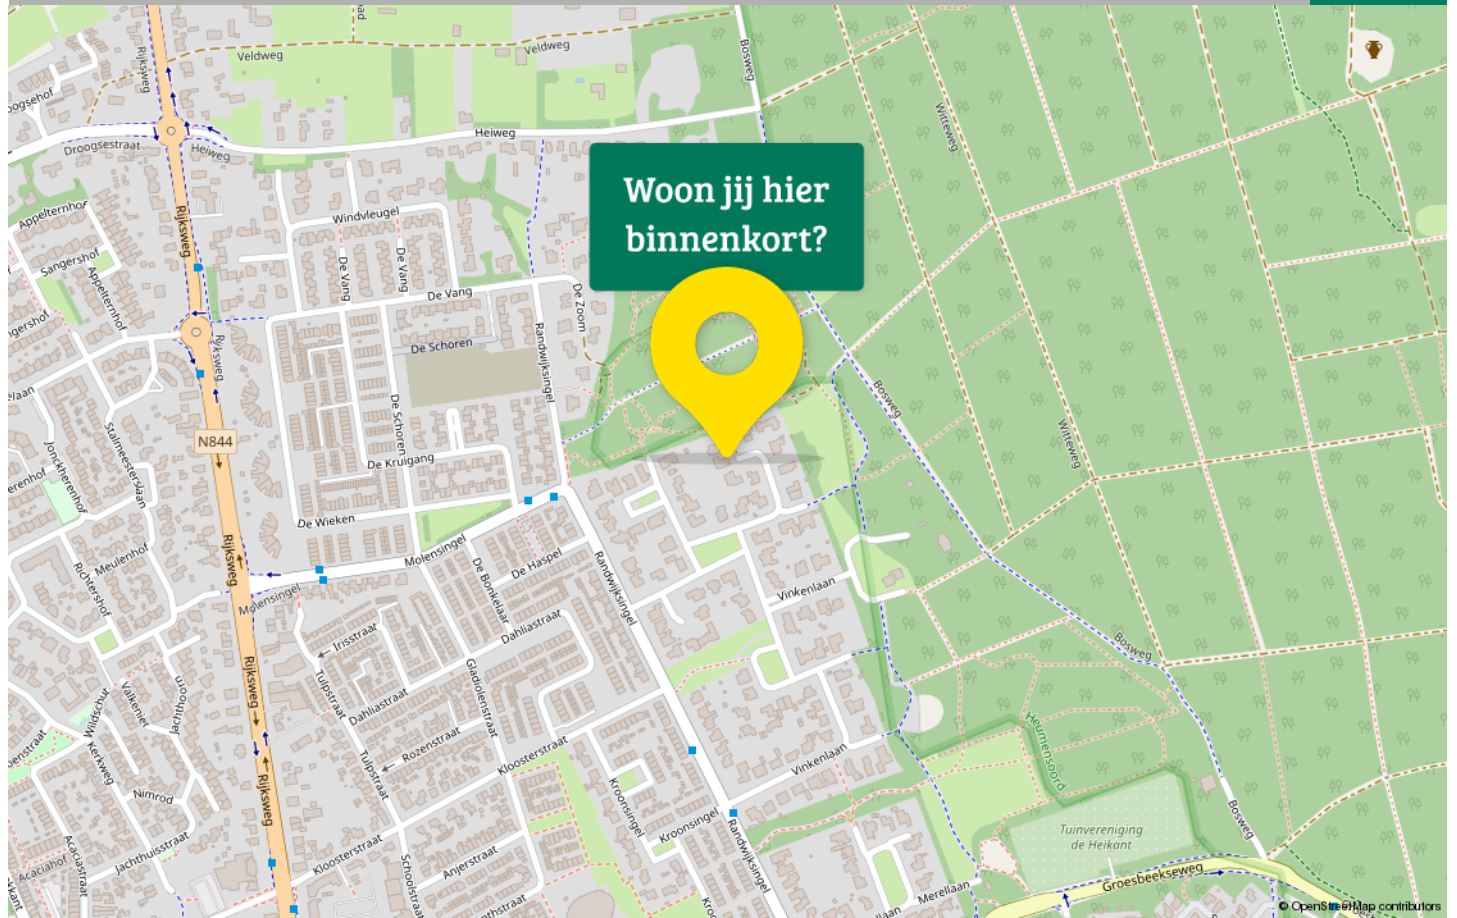 Veldweg
Veldweg
Rijksweg
Bosweg
Droogsestraat
Heiweg
Heiweg
Witteweg
Woon jij hier
binnenkort?
Appelternhof
Windvleugel
Rijksweg
Sangershof
De Vang
De Vang
Appelternhof
De Vang
De Zoom
Randwijksingel
De Schoren
Rijksweg
Bosweg
De Schoren
Stalmeesterslaan
N844
Witteweg
Jonckherenhof
De Kruigang
De Wieken
Molensingel
Meulenhof
Rijksweg
De Haspel
Richtershof
De Bonkelaar
Randwijksingel
Vinkenlaan
Molensingel
Irisstraat
Dahliastraat
Bosweg
Rijksweg
Tulpstraat
Gladiolenstraat
Valkenier
Jachthoorn
Wildschut
Dahliastraat
Heumensoord
Rozenstraat
Kerkweg
Kloosterstraat
Vinkenlaan
Tulpstraat
Nimrod
Rijksweg
Kroonsingel
Kroonsingel
Bosweg
Tuinvereniging
de Heikant
Jachthuisstraat
Kloosterstraat
Randwijksingel
Acaciahof
Acaciastraat
Anjerstraat
Groesbeekseweg
Merellaan
© OpenStreetMap contributors